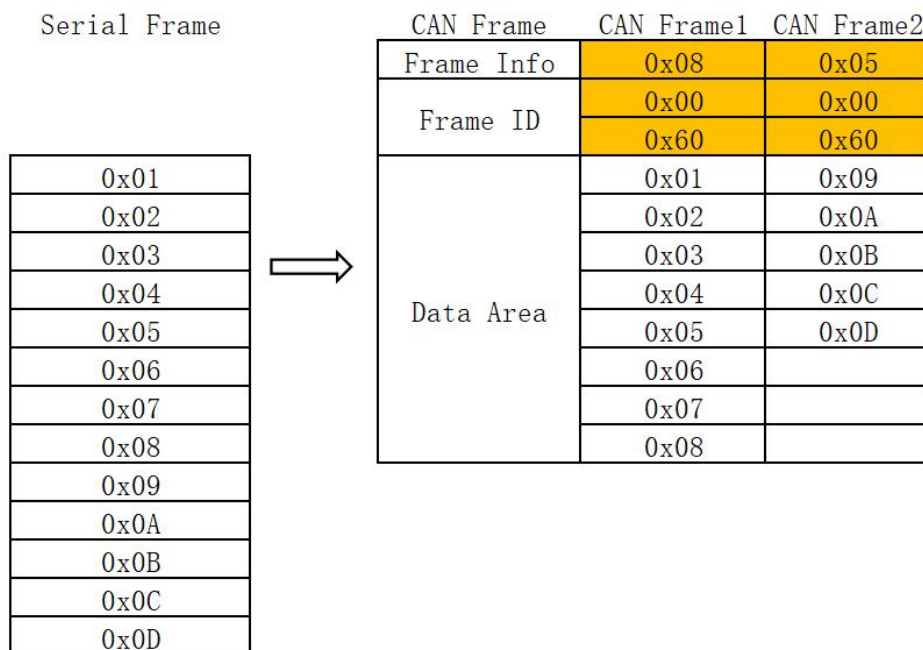 Serial Frame
CAN Frame CAN Frame1 CAN Frame2
Frame Info 0x08 0x05
Frame ID 0x00 0x00
0x60 0x60
0x01
0x02
0x03
0x04
0x05
0x06
0x07
0x08
0x09
0x0A
0x0B
0x0C
0x0D
Data Area
0x01 0x09
0x02 0x0A
0x03 0x0B
0x04 0x0C
0x05 0x0D
0x06
0x07
0x08